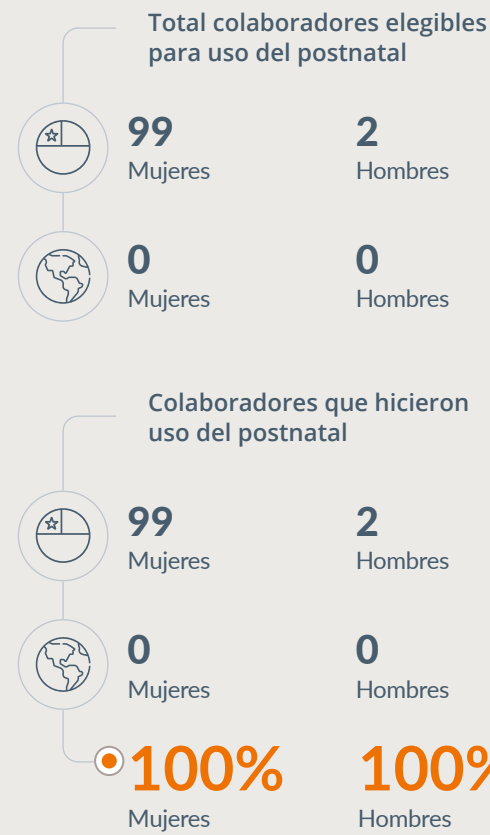 Total colaboradores elegibles
para uso del postnatal
99 2
Mujeres Hombres
0 0
Mujeres Hombres
Colaboradores que hicieron
uso del postnatal
99 2
Mujeres Hombres
0 0
Mujeres Hombres
100% 100%
Mujeres Hombres